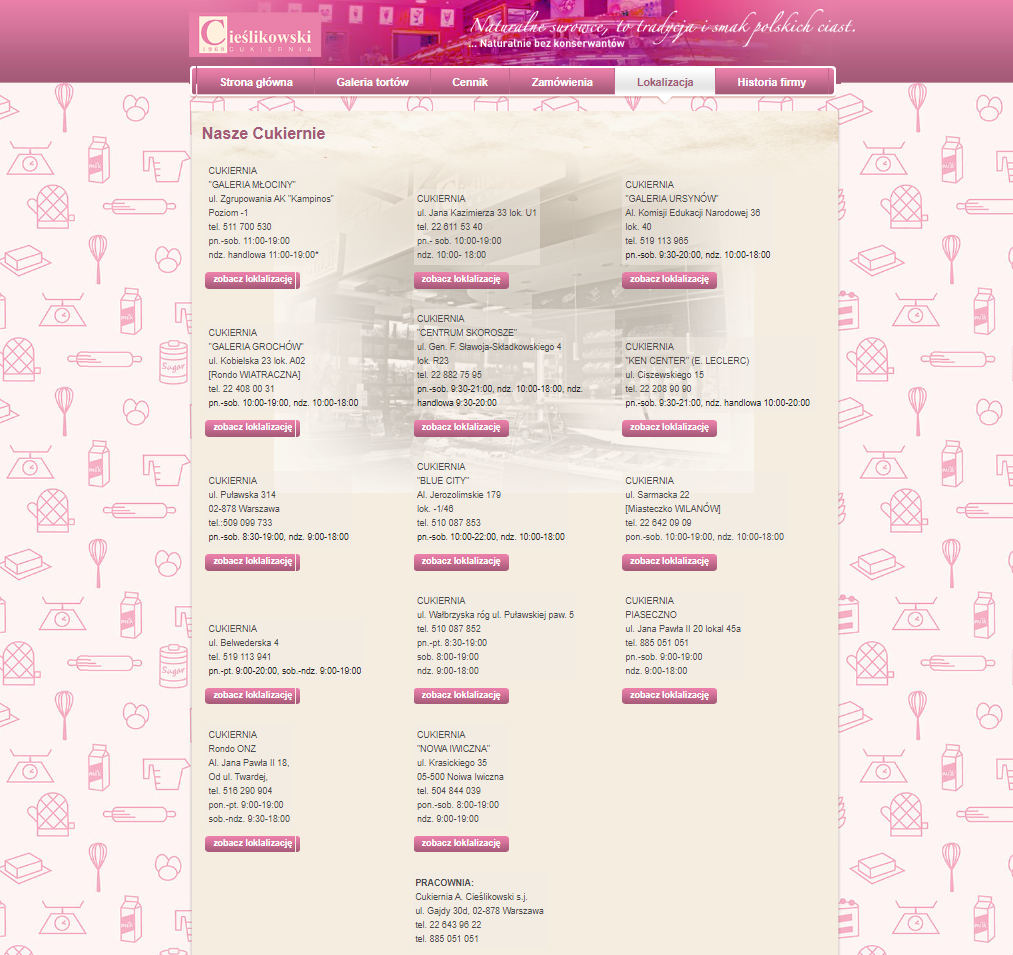 Cieślikowski
1969 CUKIERNIA
Naturalne surowce, to tradycja i smak polskich ciast.
... Naturalnie bez konserwantów
Strona główna
Galeria tortów
Cennik
Zamówienia
Lokalizacja
Historia firmy
Nasze Cukiernie
CUKIERNIA
"GALERIA MŁOCINY"
ul. Zgrupowania AK "Kampinos"
Poziom -1
tel. 511 700 530
pn.-sob. 11:00-19:00
ndz. handlowa 11:00-19:00*
zobacz loklalizację
CUKIERNIA
ul. Jana Kazimierza 33 lok. U1
tel. 22 611 53 40
pn.- sob. 10:00-19:00
ndz. 10:00- 18:00
zobacz loklalizację
CUKIERNIA
"GALERIA URSYNÓW"
Al. Komisji Edukacji Narodowej 36
lok. 40
tel. 519 113 965
pn.-sob. 9:30-20:00, ndz. 10:00-18:00
zobacz loklalizację
CUKIERNIA
"GALERIA GROCHÓW"
ul. Kobielska 23 lok. A02
[Rondo WIATRACZNA]
tel. 22 408 00 31
pn.-sob. 10:00-19:00, ndz. 10:00-18:00
zobacz loklalizację
CUKIERNIA
"CENTRUM SKOROSZE"
ul. Gen. F. Sławoja-Składkowskiego 4
lok. R23
tel. 22 882 75 95
pn.-sob. 9:30-21:00, ndz. 10:00-18:00, ndz.
handlowa 9:30-20:00
zobacz loklalizację
CUKIERNIA
"KEN CENTER" (E. LECLERC)
ul. Ciszewskiego 15
tel. 22 208 90 90
pn.-sob. 9:30-21:00, ndz. handlowa 10:00-20:00
zobacz loklalizację
CUKIERNIA
ul. Puławska 314
02-878 Warszawa
tel.:509 099 733
pn.-sob. 8:30-19:00, ndz. 9:00-18:00
zobacz loklalizację
CUKIERNIA
"BLUE CITY"
Al. Jerozolimskie 179
lok. -1/46
tel. 510 087 853
pn.-sob. 10:00-22:00, ndz. 10:00-18:00
zobacz loklalizację
CUKIERNIA
ul. Sarmacka 22
[Miasteczko WILANÓW]
tel. 22 642 09 09
pon.-sob. 10:00-19:00, ndz. 10:00-18:00
zobacz loklalizację
CUKIERNIA
ul. Belwederska 4
tel. 519 113 941
pn.-pt. 9:00-20:00, sob.-ndz. 9:00-19:00
zobacz loklalizację
CUKIERNIA
ul. Wałbrzyska róg ul. Puławskiej paw. 5
tel. 510 087 852
pn.-pt. 8:30-19:00
sob. 8:00-19:00
ndz. 9:00-18:00
zobacz loklalizację
CUKIERNIA
PIASECZNO
ul. Jana Pawła II 20 lokal 45a
tel. 885 051 051
pn.-sob. 9:00-19:00
ndz. 9:00-18:00
zobacz loklalizację
CUKIERNIA
Rondo ONZ
Al. Jana Pawła II 18,
Od ul. Twardej,
tel. 516 290 904
pon.-pt. 9:00-19:00
sob.-ndz. 9:30-18:00
zobacz loklalizację
CUKIERNIA
"NOWA IWICZNA"
ul. Krasickiego 35
05-500 Noiwa Iwiczna
tel. 504 844 039
pon.-sob. 8:00-19:00
ndz. 9:00-19:00
zobacz loklalizację
PRACOWNIA:
Cukiernia A. Cieślikowski s.j.
ul. Gajdy 30d, 02-878 Warszawa
tel. 22 643 96 22
tel. 885 051 051
milk
Sugar